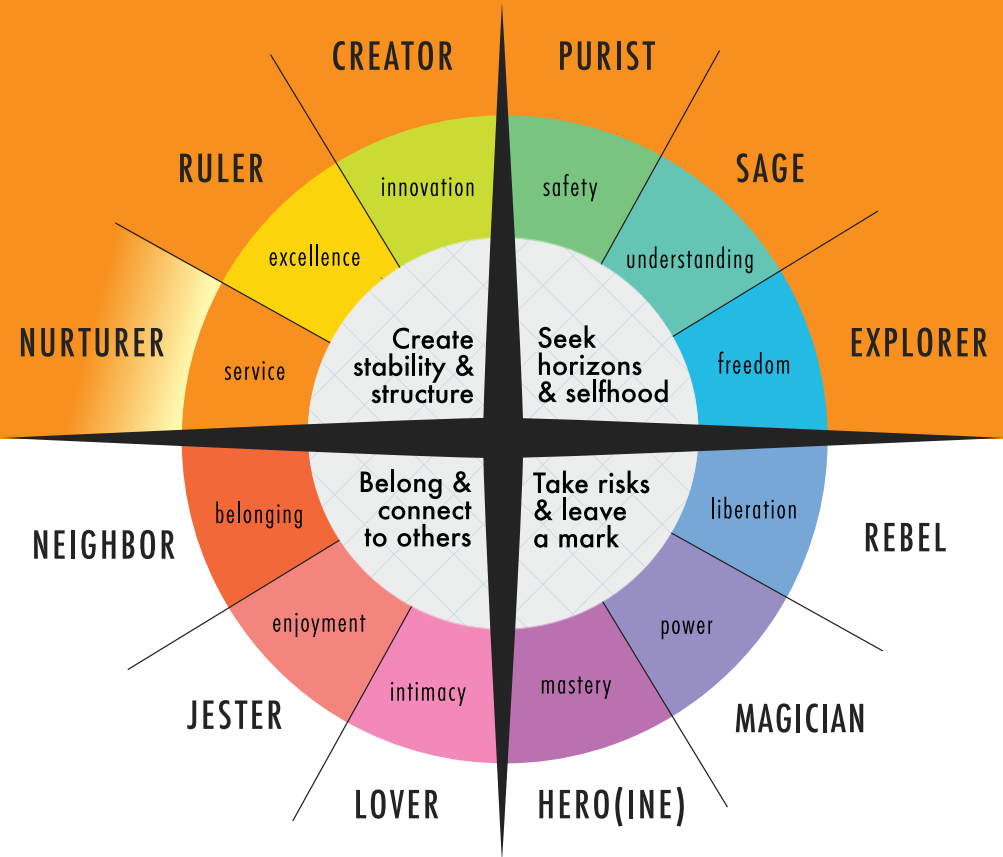 CREATOR
PURIST
RULER
SAGE
innovation
safety
excellence
understanding
NURTURER
EXPLORER
service
freedom
Create
stability &
structure
Seek
horizons
& selfhood
Belong &
connect
to others
Take risks
& leave
a mark
belonging
liberation
NEIGHBOR
REBEL
enjoyment
power
intimacy
mastery
JESTER
MAGICIAN
LOVER
HERO(INE)